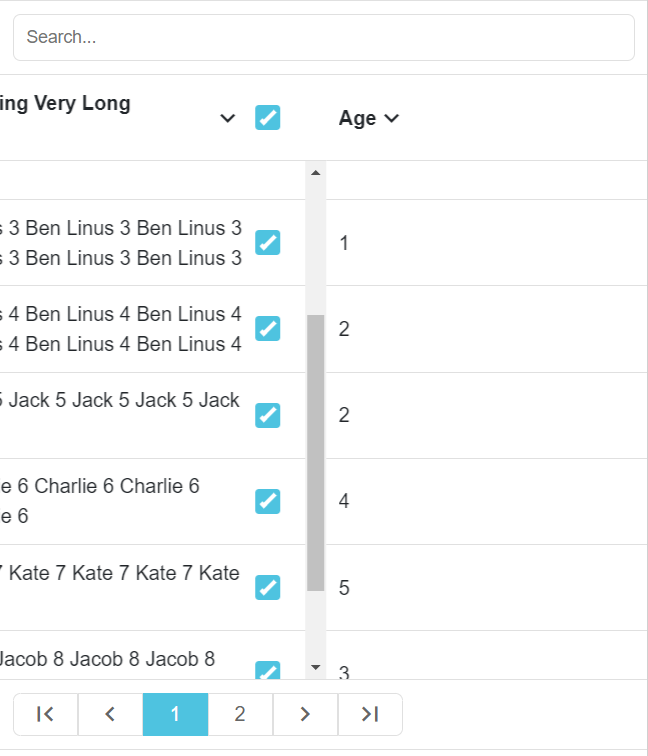 Search...
ing Very Long
Age
3 Ben Linus 3 Ben Linus 3
3 Ben Linus 3 Ben Linus 3
1
4 Ben Linus 4 Ben Linus 4
4 Ben Linus 4 Ben Linus 4
2
Jack 5 Jack 5 Jack 5 Jack
2
e 6 Charlie 6 Charlie 6
e 6
4
Kate 7 Kate 7 Kate 7 Kate
5
Jacob 8 Jacob 8 Jacob 8
3
1 2